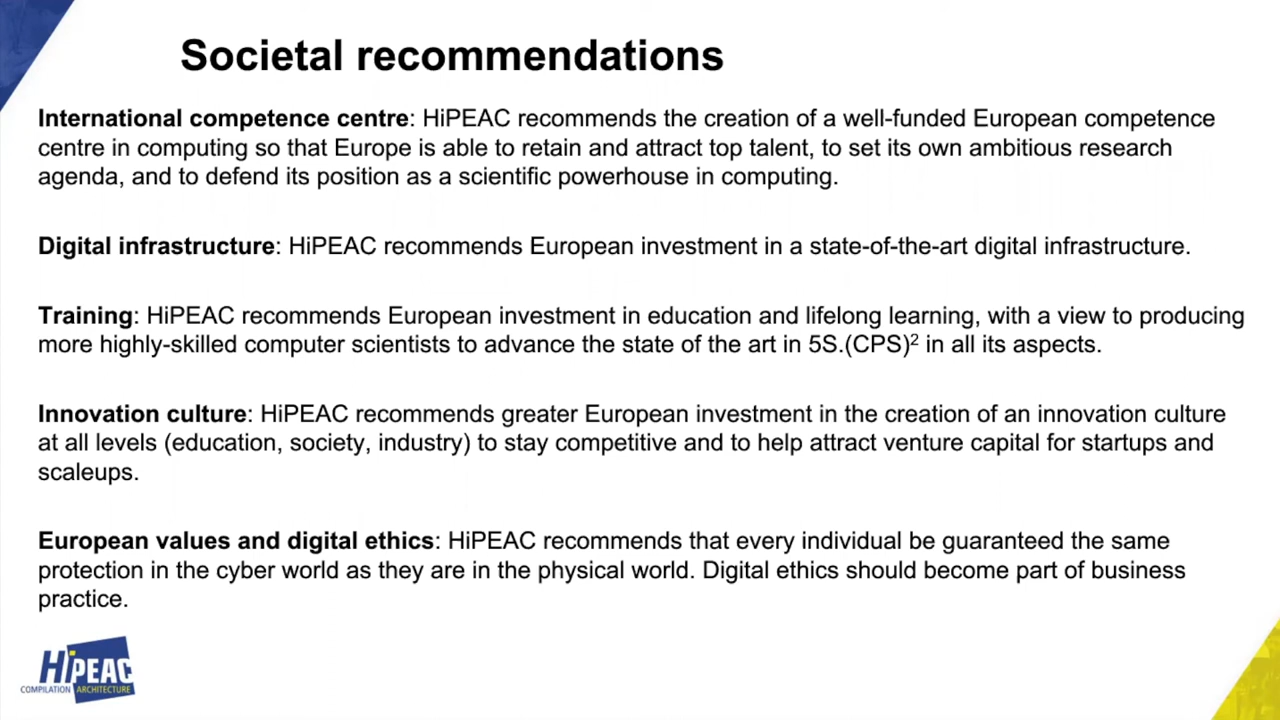 Societal recommendations
International competence centre: HiPEAC recommends the creation of a well-funded European competence
centre in computing so that Europe is able to retain and attract top talent, to set its own ambitious research
agenda, and to defend its position as a scientific powerhouse in computing.
Digital infrastructure: HiPEAC recommends European investment in a state-of-the-art digital infrastructure.
Training: HiPEAC recommends European investment in education and lifelong learning, with a view to producing
more highly-skilled computer scientists to advance the state of the art in 5S.(CPS)² in all its aspects.
Innovation culture: HiPEAC recommends greater European investment in the creation of an innovation culture
at all levels (education, society, industry) to stay competitive and to help attract venture capital for startups and
scaleups.
European values and digital ethics: HiPEAC recommends that every individual be guaranteed the same
protection in the cyber world as they are in the physical world. Digital ethics should become part of business
practice.
HiPEAC
COMPILATION ARCHITECTURE